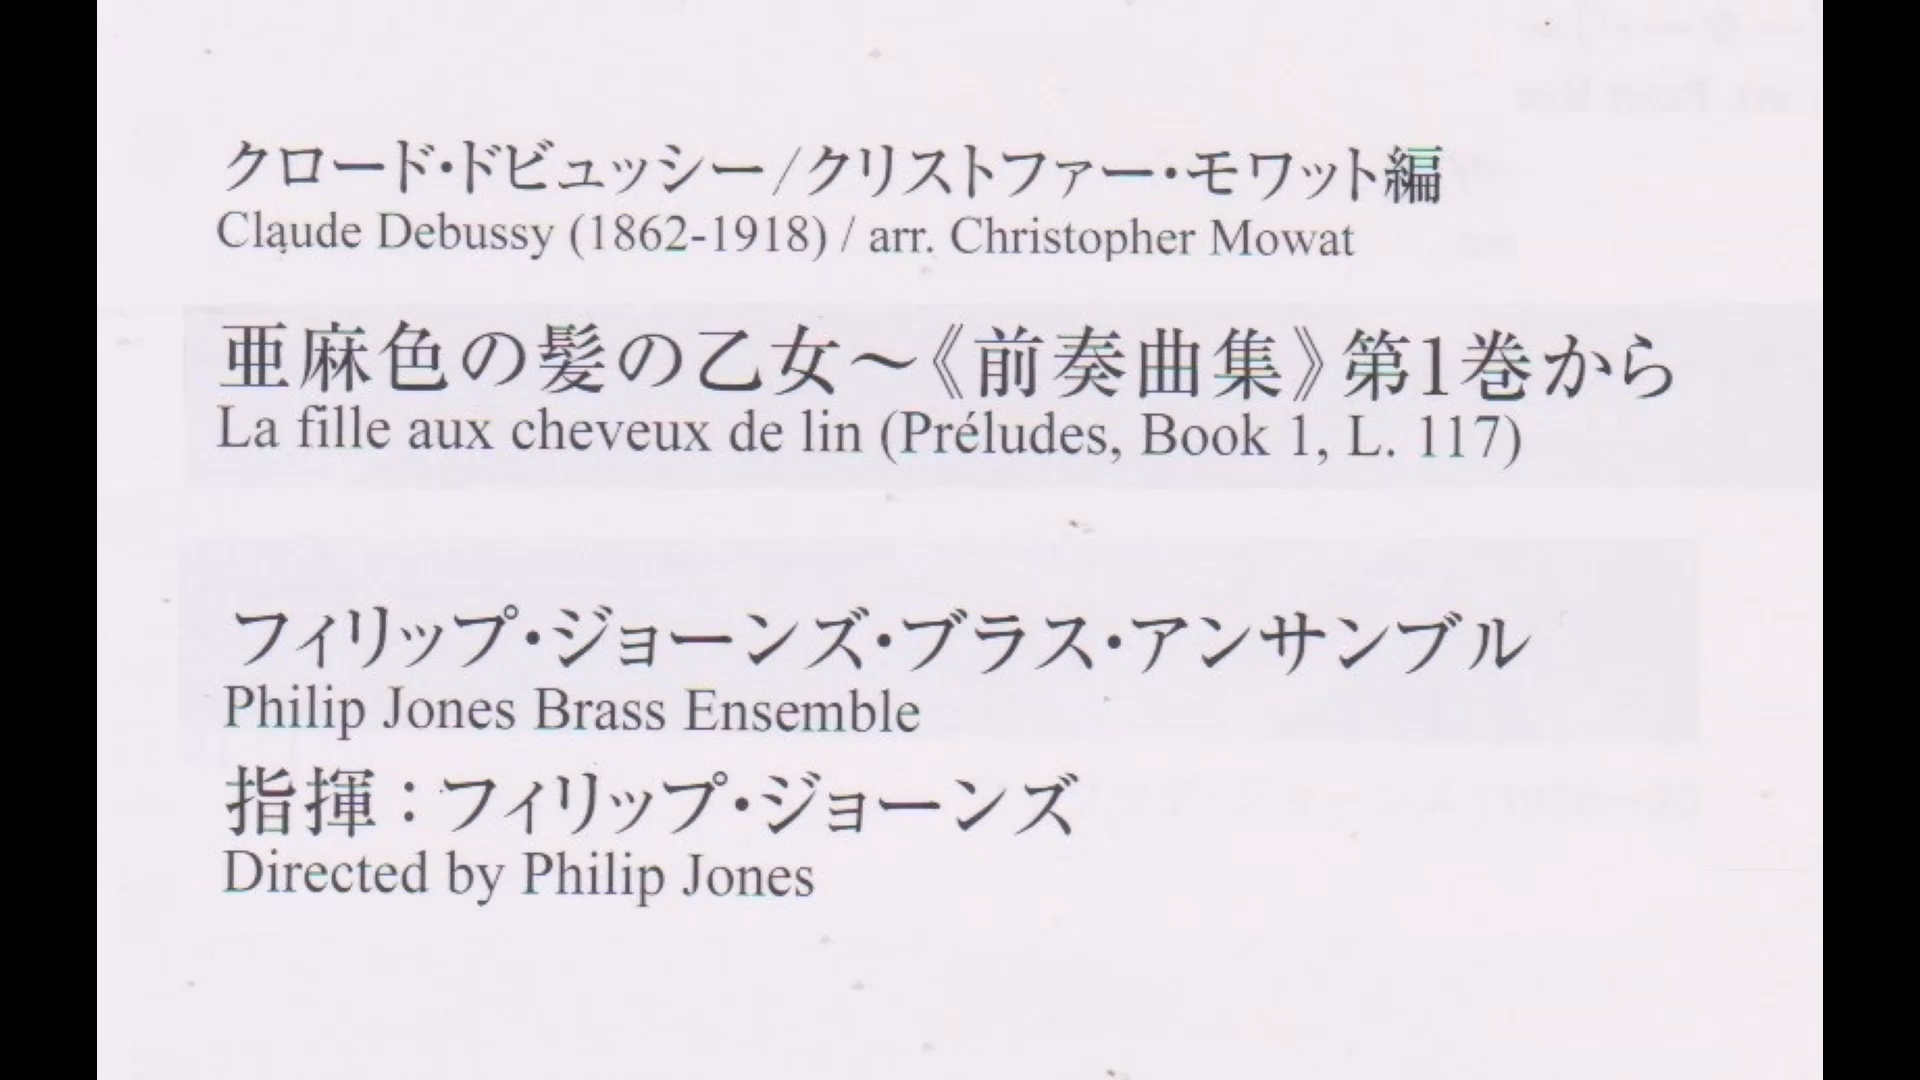 クロード・ドビュッシー/クリストファー・モワット編
Claude Debussy (1862-1918) / arr. Christopher Mowat
亜麻色の髪の乙女～《前奏曲集》第1巻から
La fille aux cheveux de lin (Préludes, Book 1, L. 117)
フィリップ・ジョーンズ・ブラス・アンサンブル
Philip Jones Brass Ensemble
指揮：フィリップ・ジョーンズ
Directed by Philip Jones